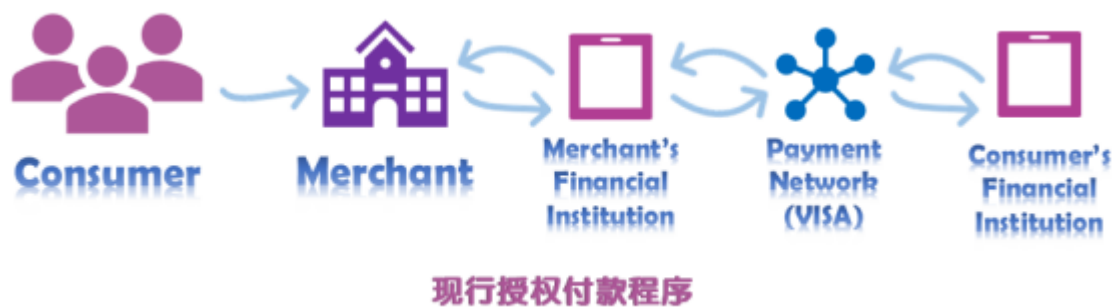 Consumer
Merchant
Merchant's
Financial
Institution
Payment
Network
(VISA)
Consumer's
Financial
Institution
现行授权付款程序